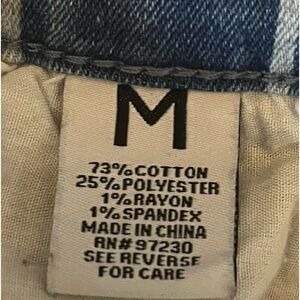 M
73% COTTON
25% POLYESTER
1% RAYON
1% SPANDEX
MADE IN CHINA
RN# 97230
SEE REVERSE
FOR CARE